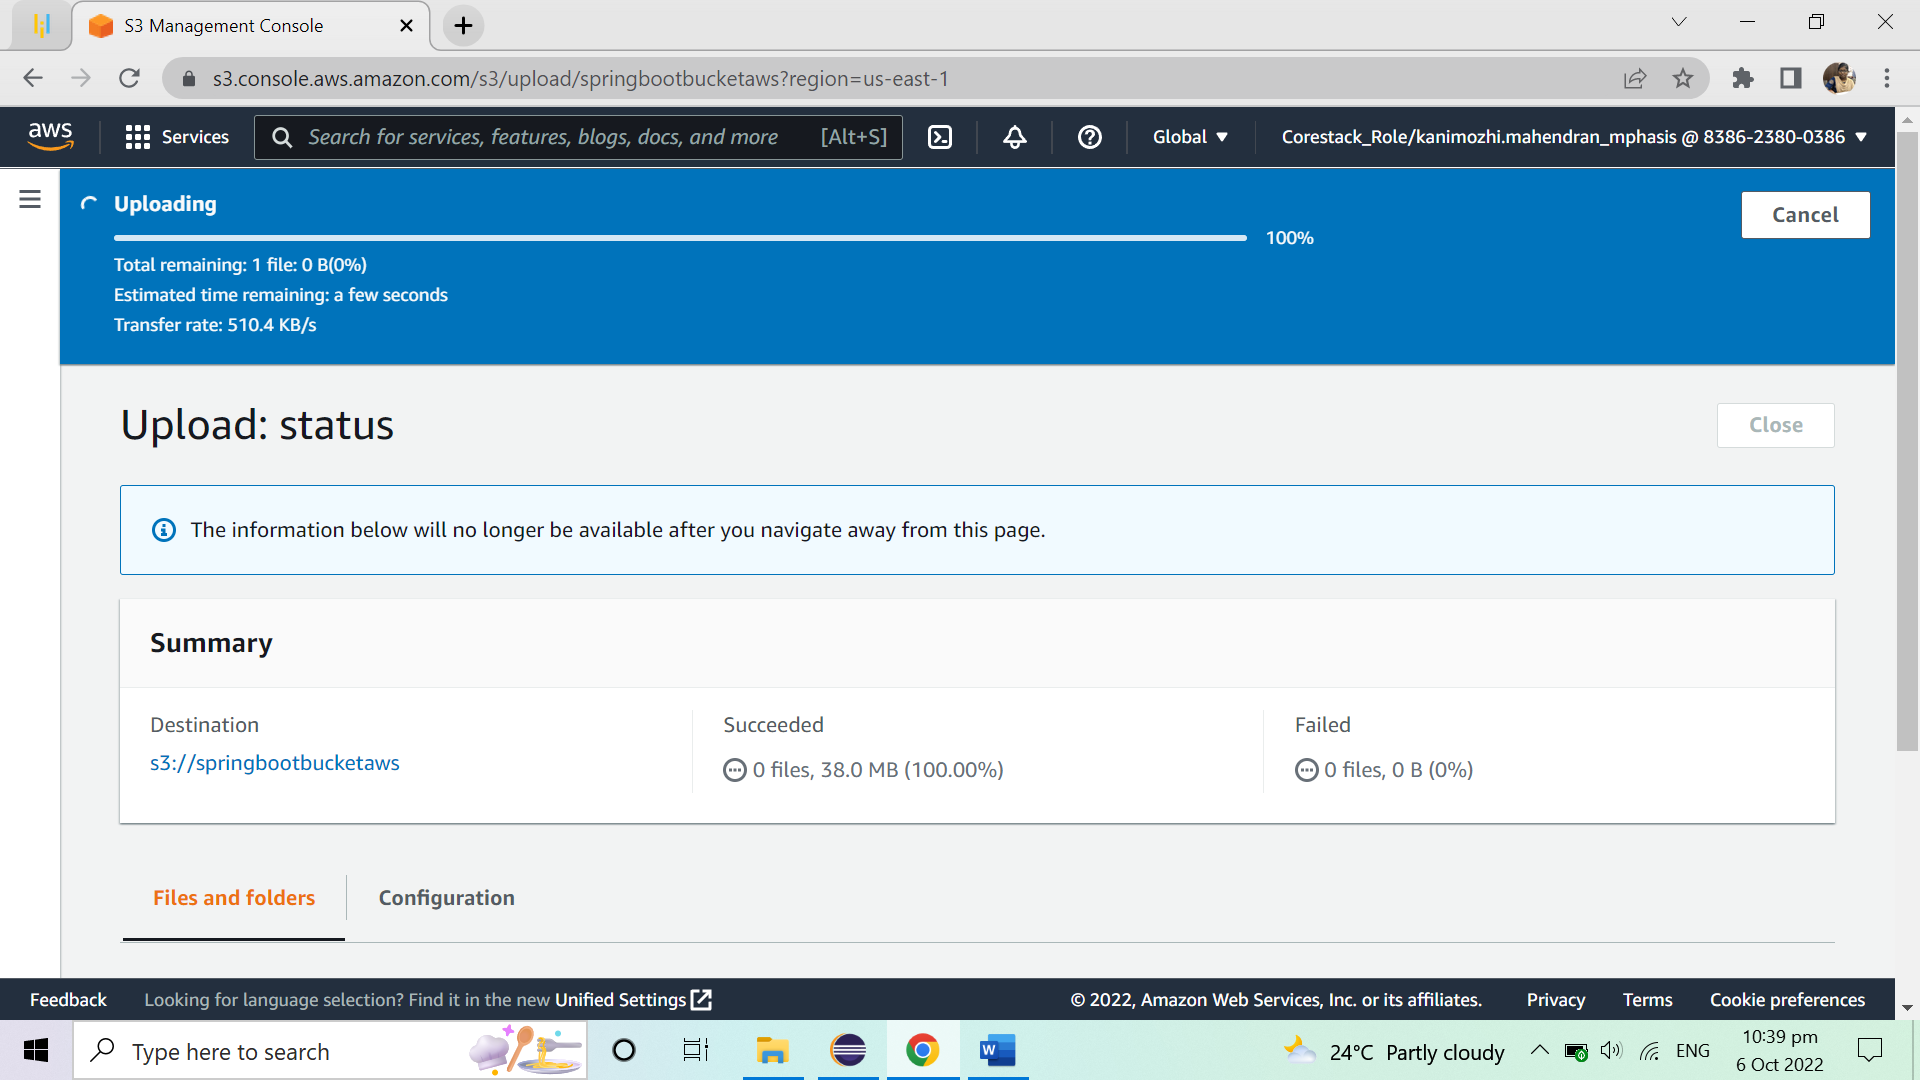 S3 Management Console
s3.console.aws.amazon.com/s3/upload/springbootbucketaws?region=us-east-1
aws
Services
Search for services, features, blogs, docs, and more [Alt+S]
Global
Corestack_Role/kanimozhi.mahendran_mphasis @ 8386-2380-0386
Uploading
Cancel
100%
Total remaining: 1 file: 0 B(0%)
Estimated time remaining: a few seconds
Transfer rate: 510.4 KB/s
Upload: status
Close
The information below will no longer be available after you navigate away from this page.
Summary
Destination
s3://springbootbucketaws
Succeeded
0 files, 38.0 MB (100.00%)
Failed
0 files, 0 B (0%)
Files and folders
Configuration
Feedback
Looking for language selection? Find it in the new Unified Settings
© 2022, Amazon Web Services, Inc. or its affiliates.
Privacy
Terms
Cookie preferences
Type here to search
W
24°C Partly cloudy
ENG
10:39 pm
6 Oct 2022